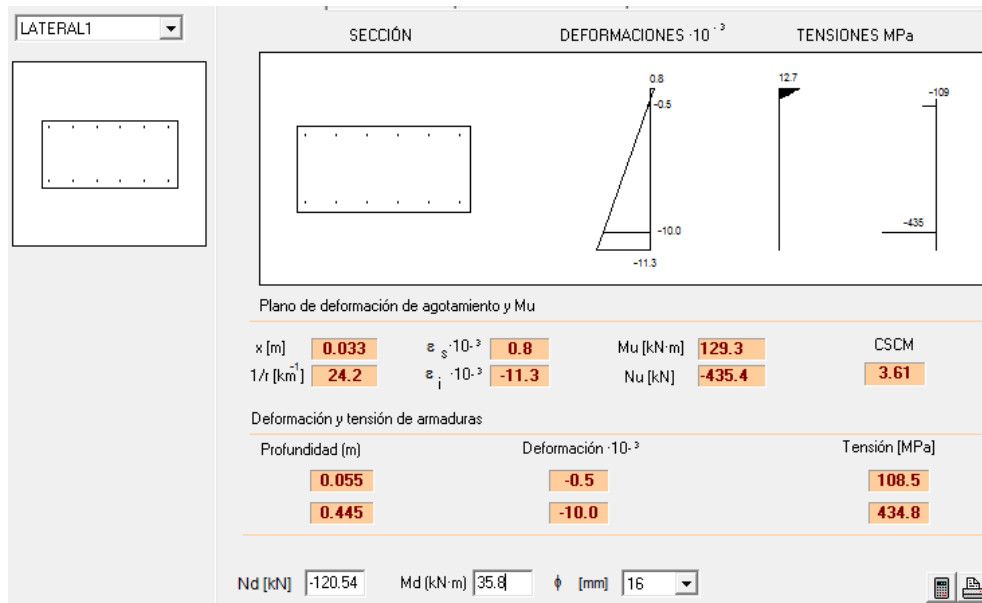 LATERAL1
SECCIÓN DEFORMACIONES ·10⁻³ TENSIONES MPa
0.8 12.7
-0.5 -109
-10.0 -435
-11.3
Plano de deformación de agotamiento y Mu
x [m] 0.033 ε s ·10-³ 0.8 Mu [kN·m] 129.3 CSCM
1/r [km⁻¹] 24.2 ε i ·10-³ -11.3 Nu [kN] -435.4 3.61
Deformación y tensión de armaduras
Profundidad (m) Deformación ·10-³ Tensión [MPa]
0.055 -0.5 108.5
0.445 -10.0 434.8
Nd [kN] -120.54 Md (kN·m) 35.8 ϕ [mm] 16